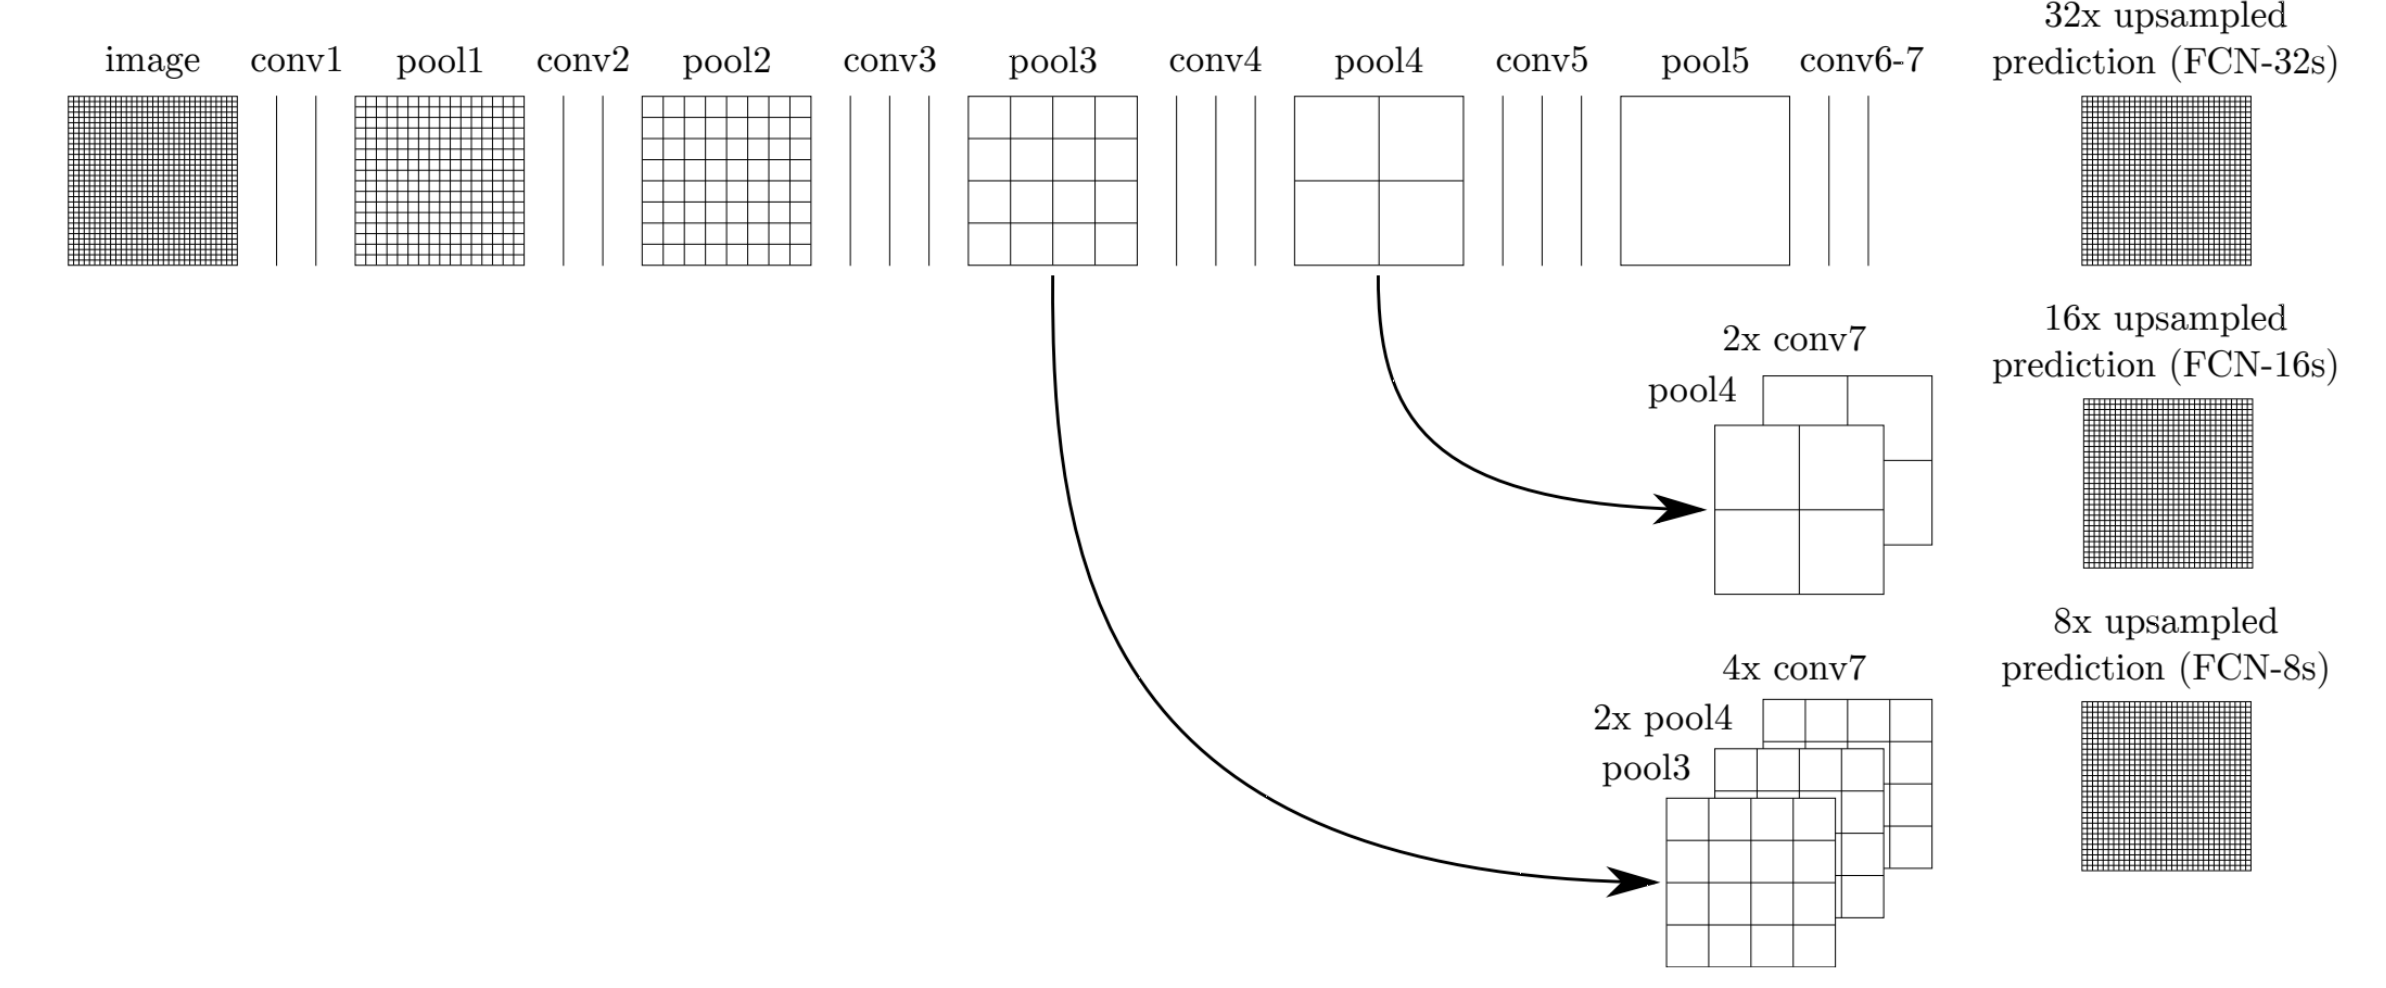 image conv1 pool1 conv2 pool2 conv3 pool3 conv4 pool4 conv5 pool5 conv6-7
32x upsampled
prediction (FCN-32s)
2x conv7
pool4
16x upsampled
prediction (FCN-16s)
4x conv7
2x pool4
pool3
8x upsampled
prediction (FCN-8s)